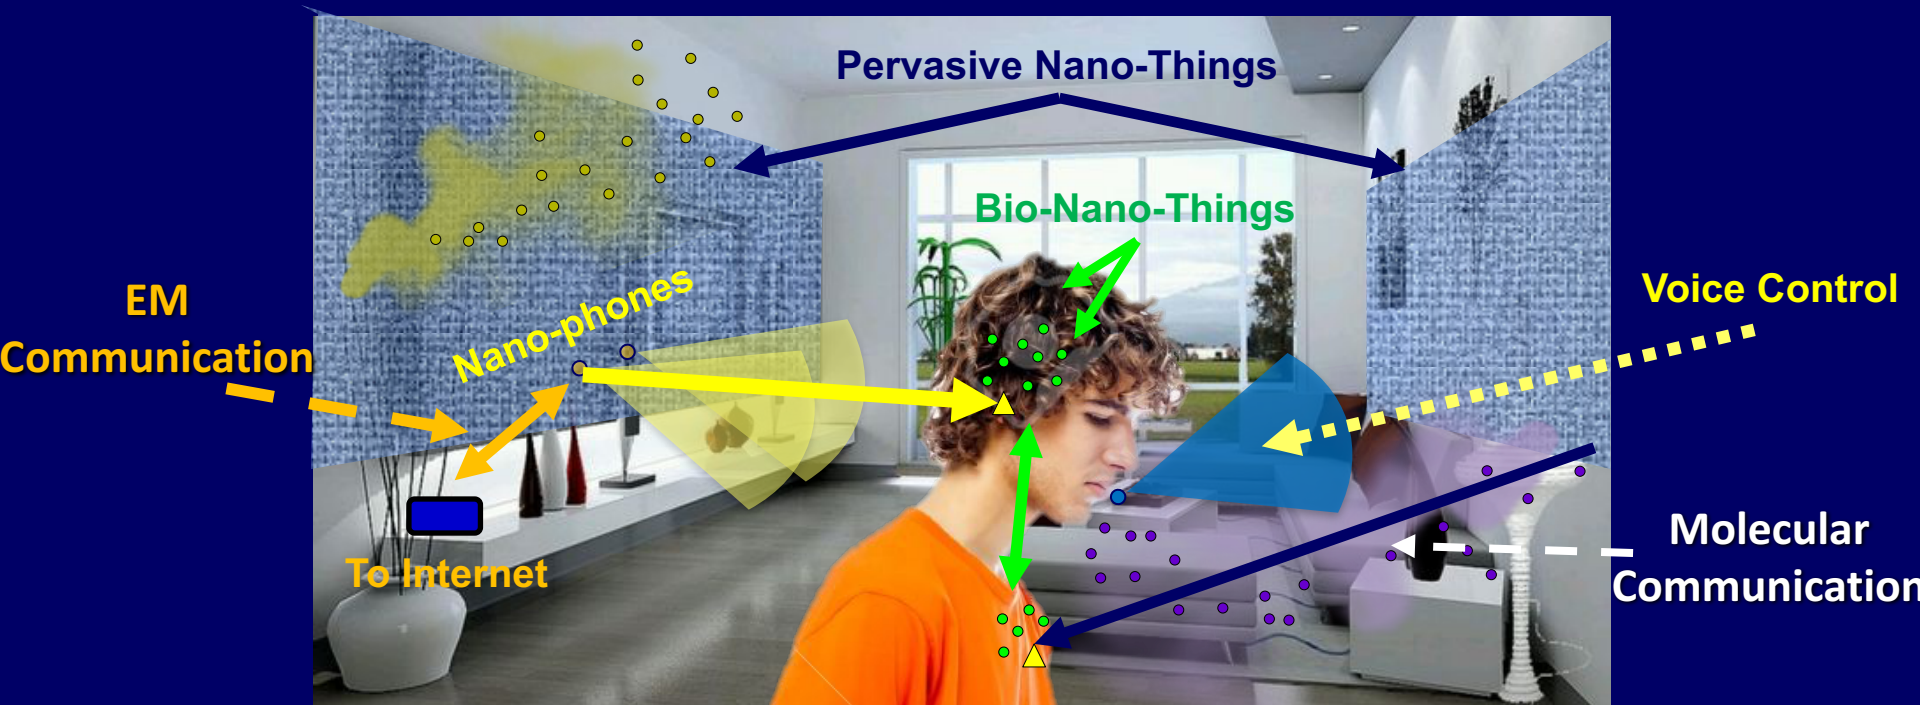 Pervasive Nano-Things
Bio-Nano-Things
EM
Communication
Nano-phones
Voice Control
To Internet
Molecular
Communication